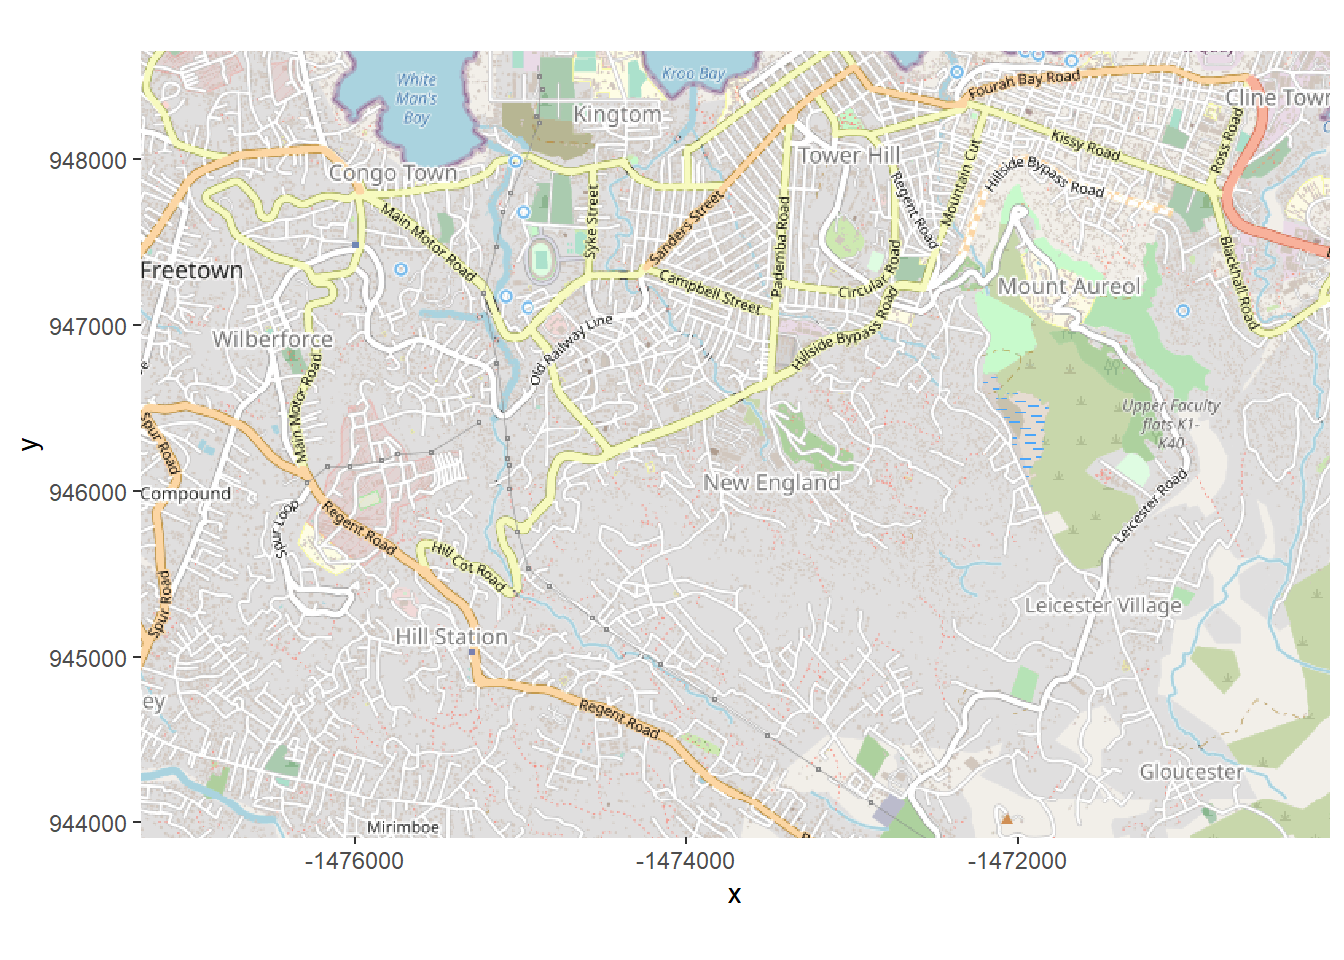 White
Man's
Bay
Kroo Bay
Kingtom
Fourah Bay Road
Cline Town
Congo Town
Tower Hill
Kissy Road
Ross Road
Hillside Bypass Road
Mountain Cut
Regent Road
Main Motor Road
Syke Street
Sanders Street
Pademba Road
Circular Road
Campbell Street
Freetown
Mount Aureol
Blackhall Road
Wilberforce
Old Railway Line
Hillside Bypass Road
Main Motor Road
Upper Faculty
flats K1-
K40
Spur Road
Compound
New England
Leicester Road
Spur Loop
Regent Road
Hill Cot Road
Spur Road
Leicester Village
Hill Station
ey
Regent Road
Gloucester
Mirimboe
948000
947000
946000
945000
944000
y
-1476000
-1474000
-1472000
x